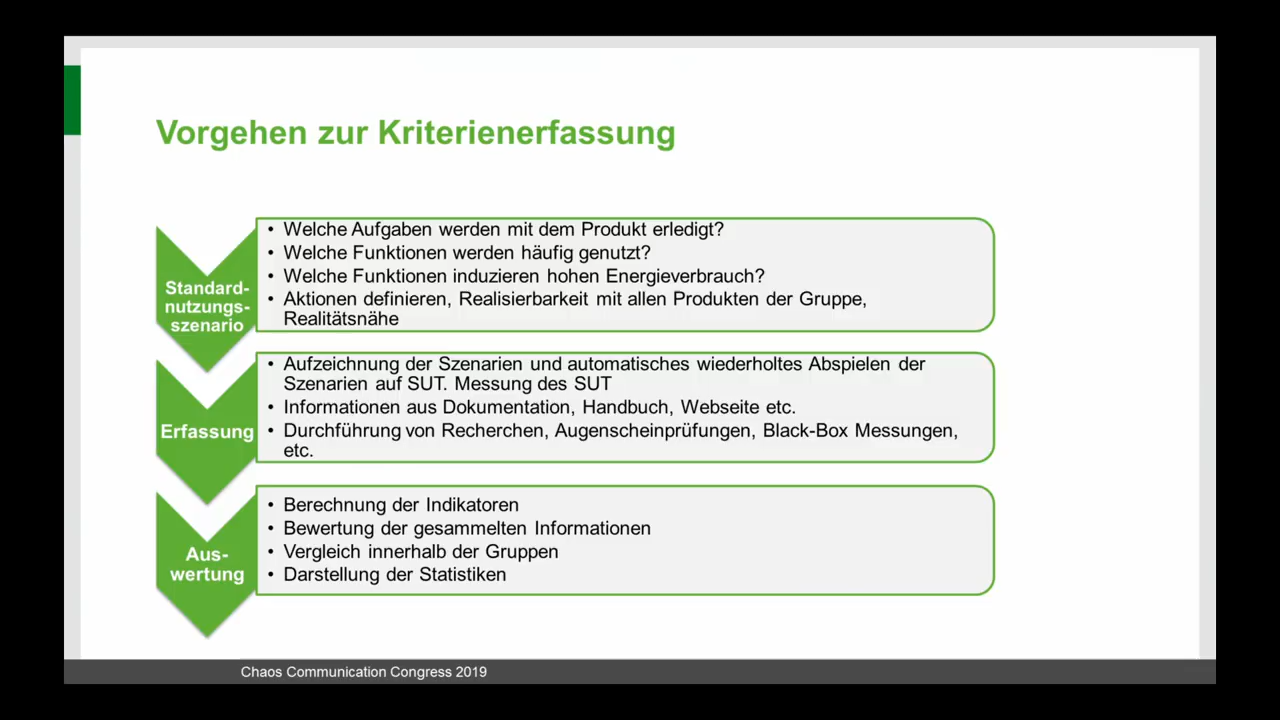 Vorgehen zur Kriterienerfassung
Standard-
nutzungs-
szenario
• Welche Aufgaben werden mit dem Produkt erledigt?
• Welche Funktionen werden häufig genutzt?
• Welche Funktionen induzieren hohen Energieverbrauch?
• Aktionen definieren, Realisierbarkeit mit allen Produkten der Gruppe,
Realitätsnähe
Erfassung
• Aufzeichnung der Szenarien und automatisches wiederholtes Abspielen der
Szenarien auf SUT. Messung des SUT
• Informationen aus Dokumentation, Handbuch, Webseite etc.
• Durchführung von Recherchen, Augenscheinprüfungen, Black-Box Messungen,
etc.
Aus-
wertung
• Berechnung der Indikatoren
• Bewertung der gesammelten Informationen
• Vergleich innerhalb der Gruppen
• Darstellung der Statistiken
Chaos Communication Congress 2019